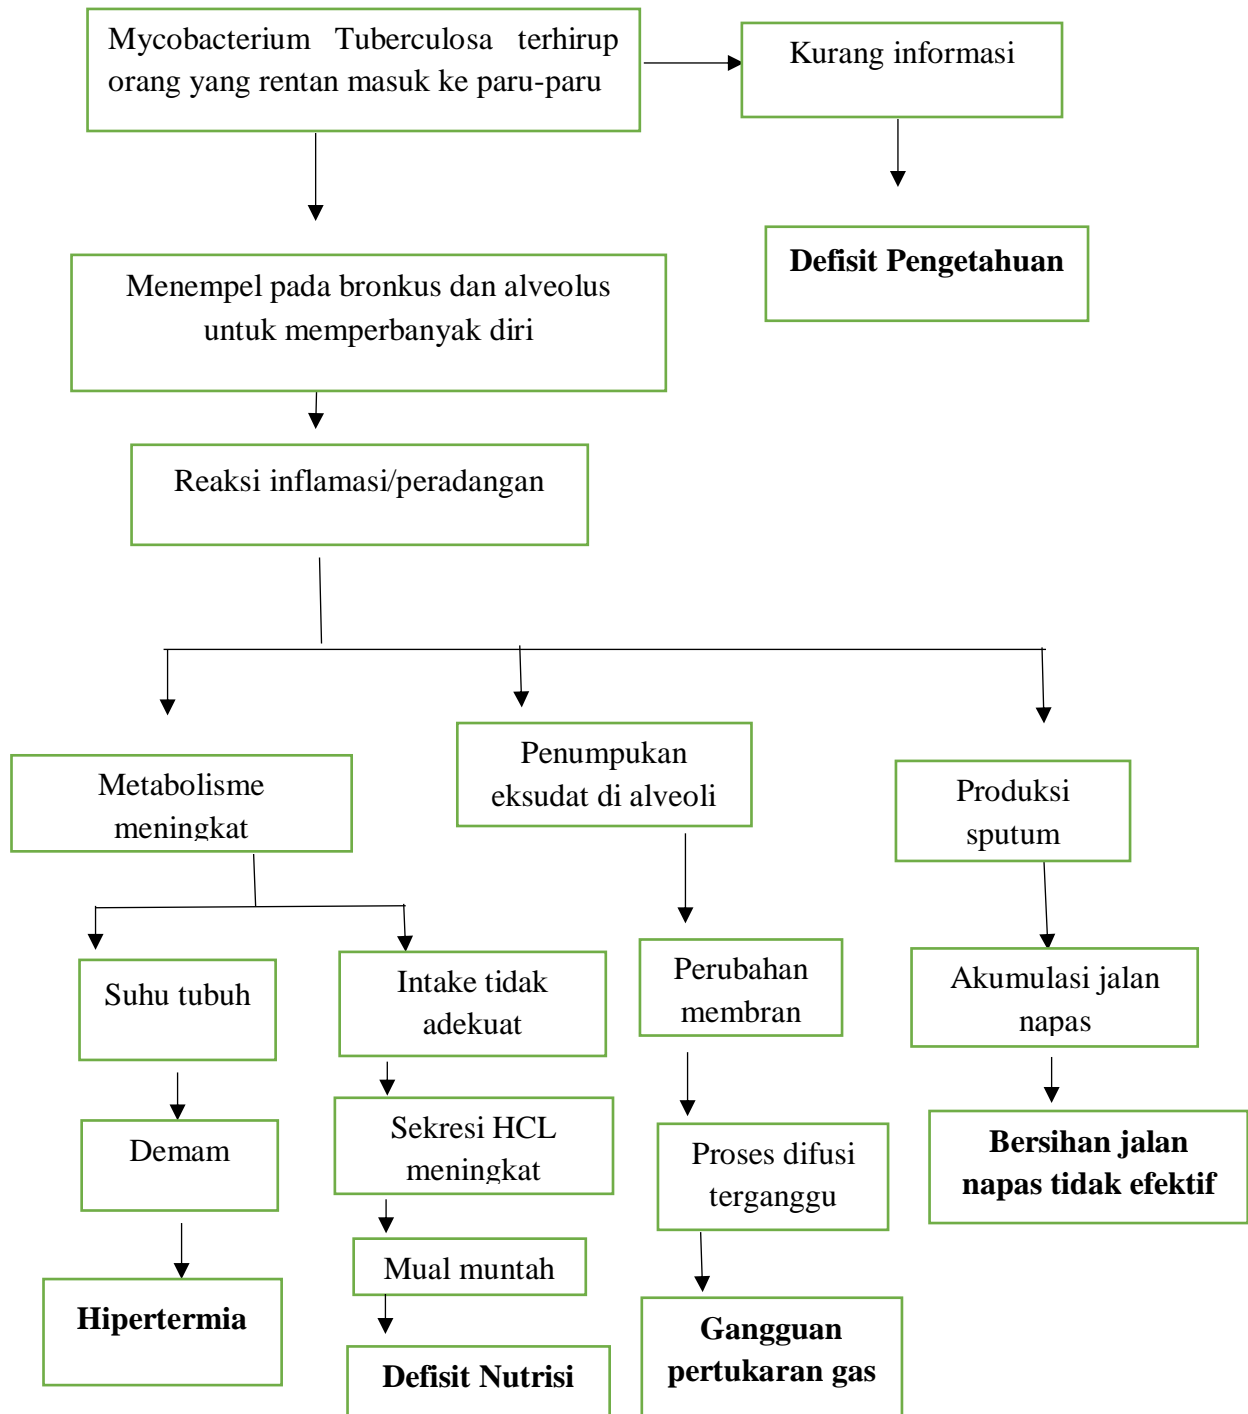 Mycobacterium Tuberculosa terhirup
orang yang rentan masuk ke paru-paru
Kurang informasi
Defisit Pengetahuan
Menempel pada bronkus dan alveolus
untuk memperbanyak diri
Reaksi inflamasi/peradangan
Metabolisme
meningkat
Penumpukan
eksudat di alveoli
Produksi
sputum
Suhu tubuh
Intake tidak
adekuat
Perubahan
membran
Akumulasi jalan
napas
Demam
Sekresi HCL
meningkat
Proses difusi
terganggu
Bersihan jalan
napas tidak efektif
Mual muntah
Hipertermia
Defisit Nutrisi
Gangguan
pertukaran gas